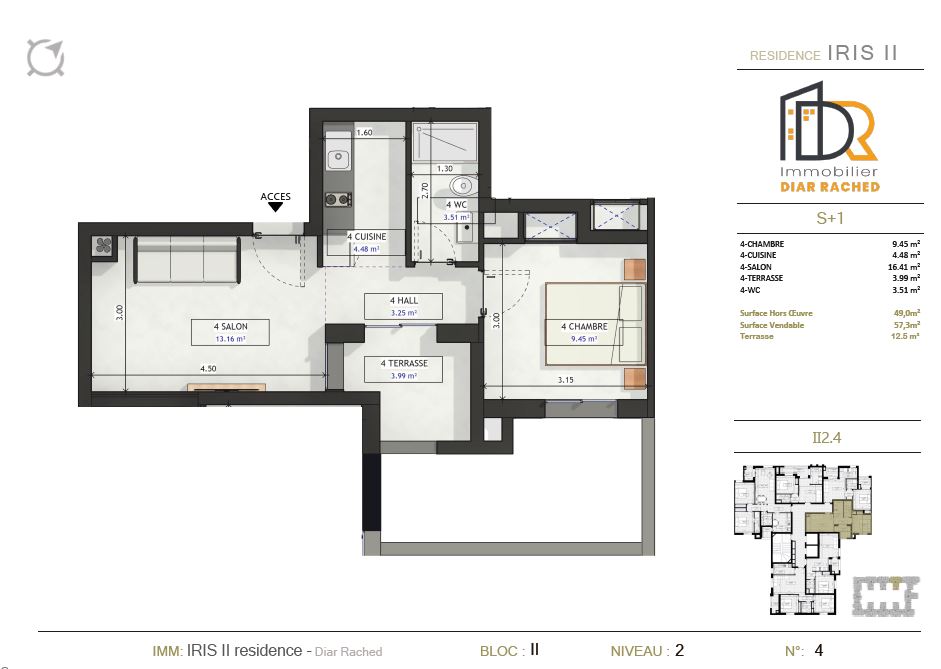 RESIDENCE IRIS II
DR
Immobilier
DIAR RACHED
S+1
4-CHAMBRE 9.45 m²
4-CUISINE 4.48 m²
4-SALON 16.41 m²
4-TERRASSE 3.99 m²
4-WC 3.51 m²
Surface Hors Œuvre 49,0m²
Surface Vendable 57,3m²
Terrasse 12.5 m²
II2.4
ACCES
1.60
1.30
2.70
4 WC
3.51 m²
4 CUISINE
4.48 m²
4 HALL
3.25 m²
3.00
4 SALON
13.16 m²
4.50
4 TERRASSE
3.99 m²
3.00
4 CHAMBRE
9.45 m²
3.15
IMM: IRIS II residence - Diar Rached BLOC : II NIVEAU : 2 N°: 4